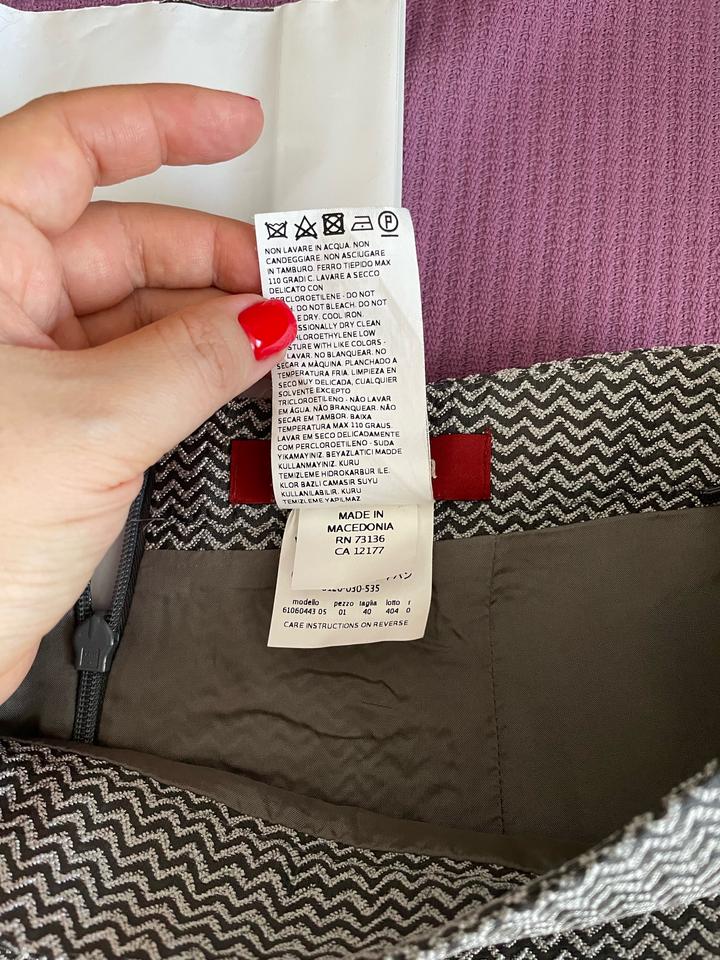 NON LAVARE IN ACQUA. NON
CANDEGGIARE. NON ASCIUGARE
IN TAMBURO. FERRO TIEPIDO MAX
110 GRADI C. LAVARE A SECCO
DELICATO CON
PERCLOROETILENE - DO NOT
DO NOT BLEACH. DO NOT
DRY. COOL IRON.
DRY CLEAN
LOW
WITH LIKE COLORS -
LAVAR. NO BLANQUEAR. NO
SECAR A MÁQUINA. PLANCHADO A
TEMPERATURA FRIA. LIMPIEZA EN
SECO MUY DELICADA, CUALQUIER
SOLVENTE EXCEPTO
TRICLOROETILENO - NÃO LAVAR
EM ÁGUA. NÃO BRANQUEAR. NÃO
SECAR EM TAMBOR. BAIXA
TEMPERATURA MAX 110 GRAUS.
LAVAR EM SECO DELICADAMENTE
COM PERCLOROETILENO - SUDA
YIKAMAYINIZ. BEYAZLATICI MADDE
KULLANMAYINIZ. KURU
TEMIZLEME HIDROKARBUR ILE.
KLOR BAZLI CAMASIR SUYU
KULLANILABILIR. KURU
TEMIZLEME YAPILMAZ
MADE IN
MACEDONIA
RN 73136
CA 12177
030-535
modello pezzo taglia lotto r
61060443 05 01 40 404 0
CARE INSTRUCTIONS ON REVERSE